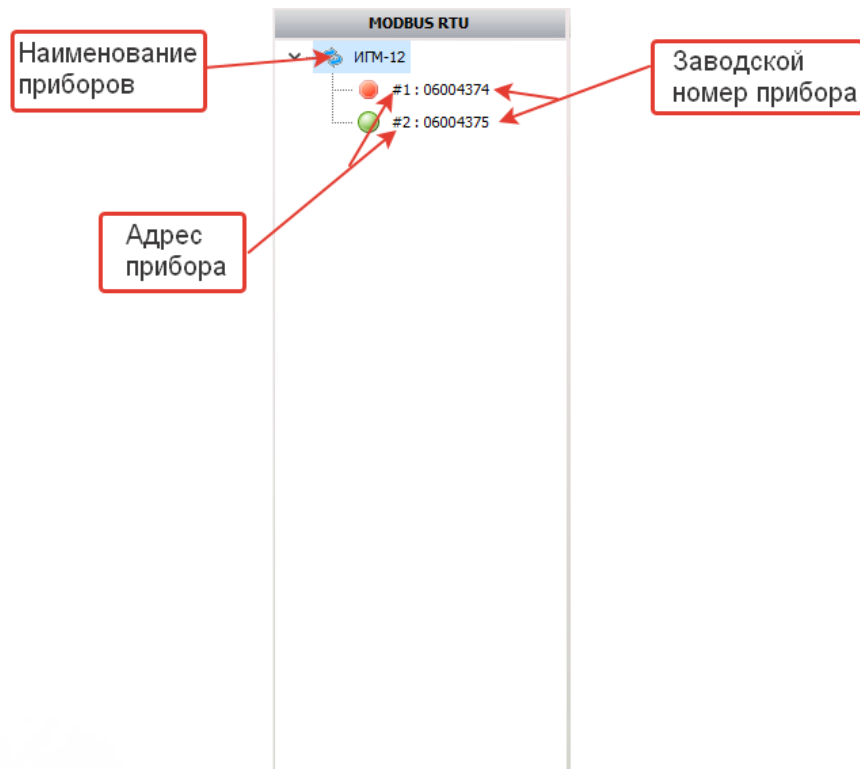 MODBUS RTU
Наименование
приборов
ИГМ-12
Заводской
номер прибора
#1 : 06004374
#2 : 06004375
Адрес
прибора